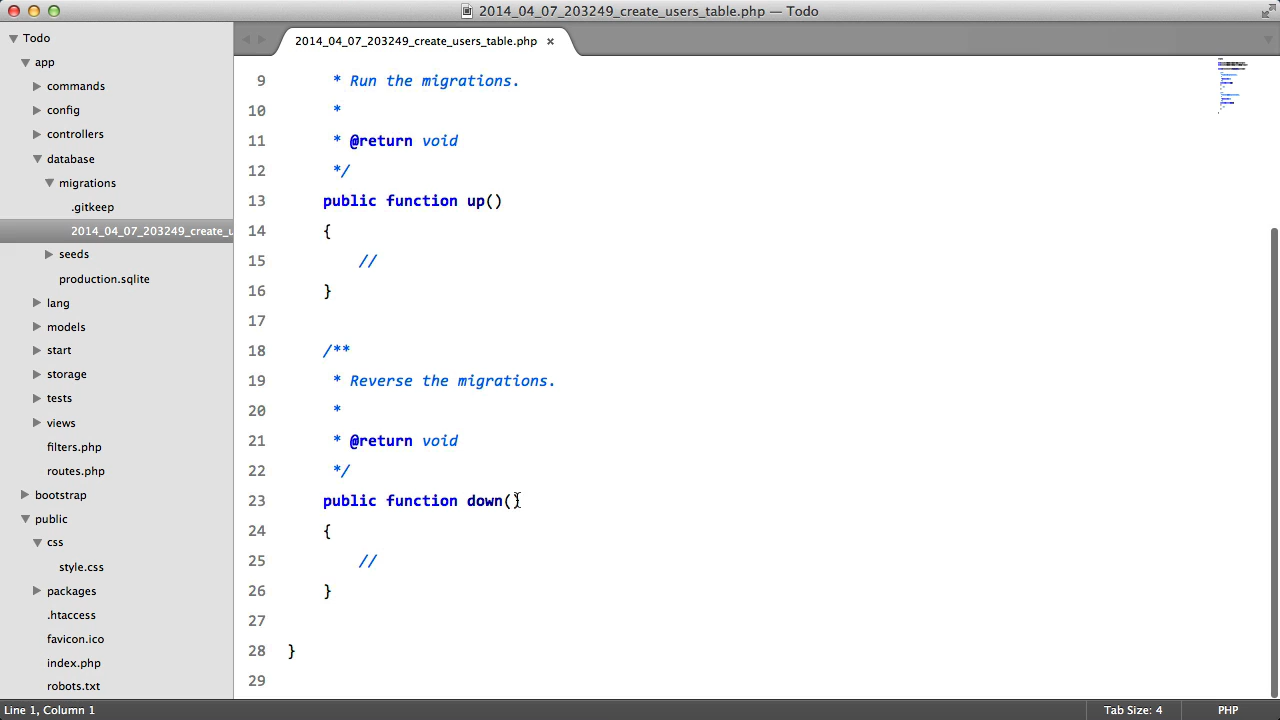 2014_04_07_203249_create_users_table.php — Todo
Todo
app
commands
config
controllers
database
migrations
.gitkeep
2014_04_07_203249_create_u
seeds
production.sqlite
lang
models
start
storage
tests
views
filters.php
routes.php
bootstrap
public
css
style.css
packages
.htaccess
favicon.ico
index.php
robots.txt
2014_04_07_203249_create_users_table.php ×
9 * Run the migrations.
10 *
11 * @return void
12 */
13 public function up()
14 {
15 //
16 }
17
18 /**
19 * Reverse the migrations.
20 *
21 * @return void
22 */
23 public function down()
24 {
25 //
26 }
27
28 }
29
Line 1, Column 1
Tab Size: 4
PHP